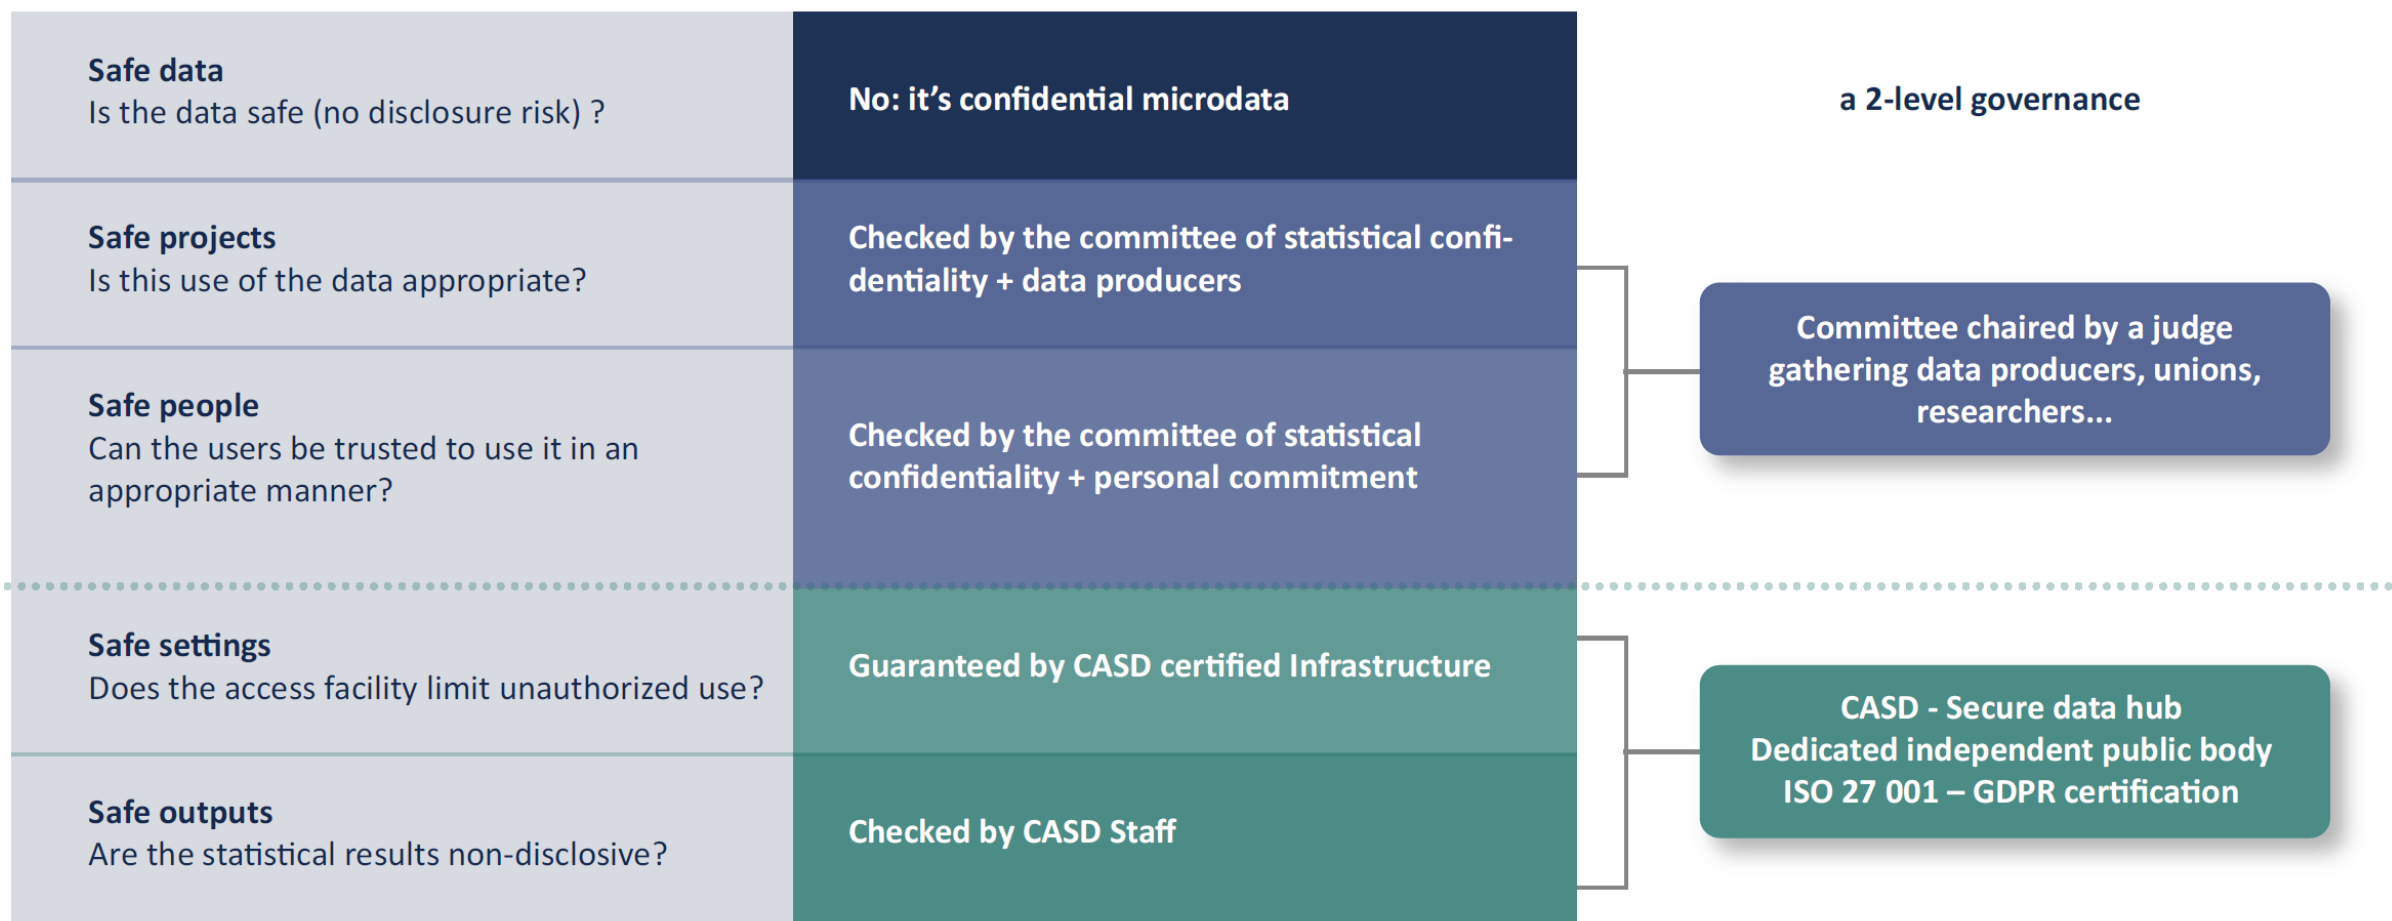 Safe data
Is the data safe (no disclosure risk) ?
No: it's confidential microdata
a 2-level governance
Safe projects
Is this use of the data appropriate?
Checked by the committee of statistical confi-
dentiality + data producers
Committee chaired by a judge
gathering data producers, unions,
researchers...
Safe people
Can the users be trusted to use it in an
appropriate manner?
Checked by the committee of statistical
confidentiality + personal commitment
Safe settings
Does the access facility limit unauthorized use?
Guaranteed by CASD certified Infrastructure
CASD - Secure data hub
Dedicated independent public body
ISO 27 001 – GDPR certification
Safe outputs
Are the statistical results non-disclosive?
Checked by CASD Staff